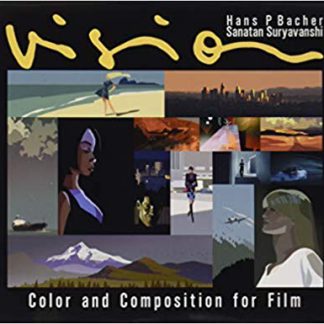 Hans P Bacher
Sanatan Suryavanshi
Vision
Color and Composition for Film